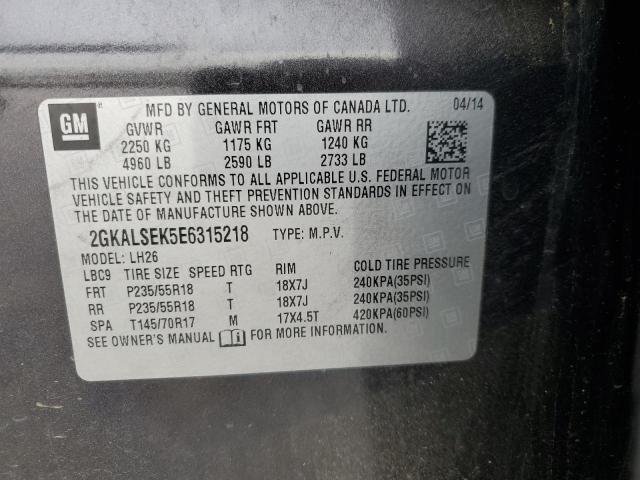 GM
MFD BY GENERAL MOTORS OF CANADA LTD. 04/14
GVWR GAWR FRT GAWR RR
2250 KG 1175 KG 1240 KG
4960 LB 2590 LB 2733 LB
THIS VEHICLE CONFORMS TO ALL APPLICABLE U.S. FEDERAL MOTOR
VEHICLE SAFETY AND THEFT PREVENTION STANDARDS IN EFFECT ON
THE DATE OF MANUFACTURE SHOWN ABOVE.
2GKALSEK5E6315218 TYPE: M.P.V.
MODEL: LH26
LBC9 TIRE SIZE SPEED RTG RIM COLD TIRE PRESSURE
FRT P235/55R18 T 18X7J 240KPA(35PSI)
RR P235/55R18 T 18X7J 240KPA(35PSI)
SPA T145/70R17 M 17X4.5T 420KPA(60PSI)
SEE OWNER'S MANUAL FOR MORE INFORMATION.